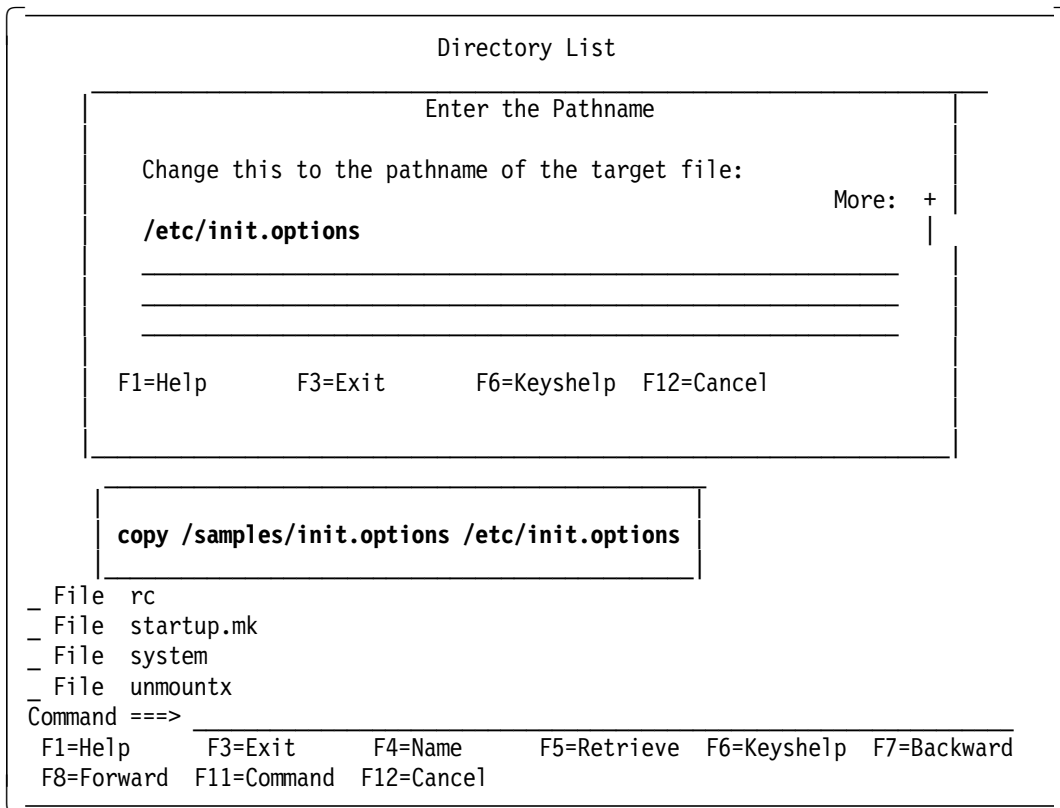 Directory List
Enter the Pathname
Change this to the pathname of the target file:
More: +
/etc/init.options
F1=Help F3=Exit F6=Keyshelp F12=Cancel
copy /samples/init.options /etc/init.options
_ File rc
_ File startup.mk
_ File system
_ File unmountx
Command ===> 
F1=Help F3=Exit F4=Name F5=Retrieve F6=Keyshelp F7=Backward
F8=Forward F11=Command F12=Cancel